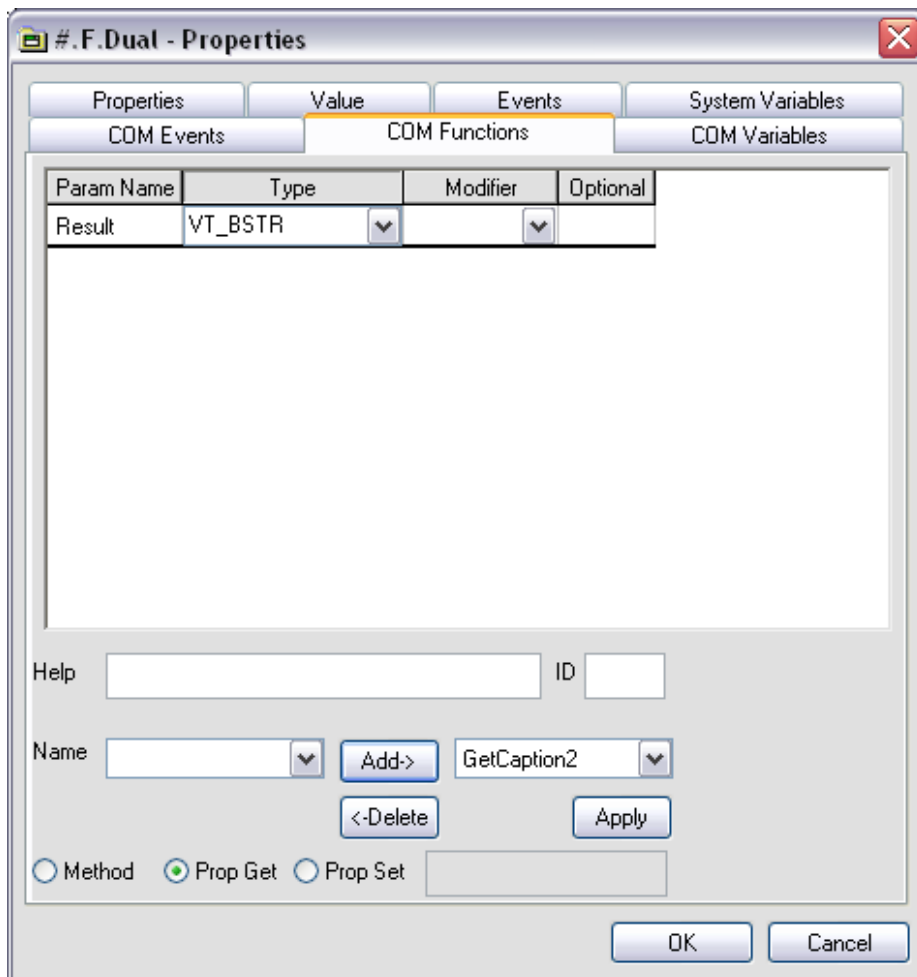 #.F.Dual - Properties
Properties Value Events System Variables
COM Events COM Functions COM Variables
Param Name Type Modifier Optional
Result VT_BSTR
Help ID
Name Add-> GetCaption2
<-Delete Apply
Method Prop Get Prop Set
OK Cancel